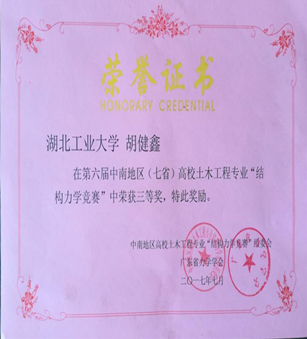 荣誉证书
HONORARY CREDENTIAL
湖北工业大学 胡健鑫
在第六届中南地区（七省）高校土木工程专业“结
构力学竞赛”中荣获三等奖，特此奖励。
中南地区高校土木工程专业“结构力学竞赛”组委会
广东省力学学会
二〇一七年七月